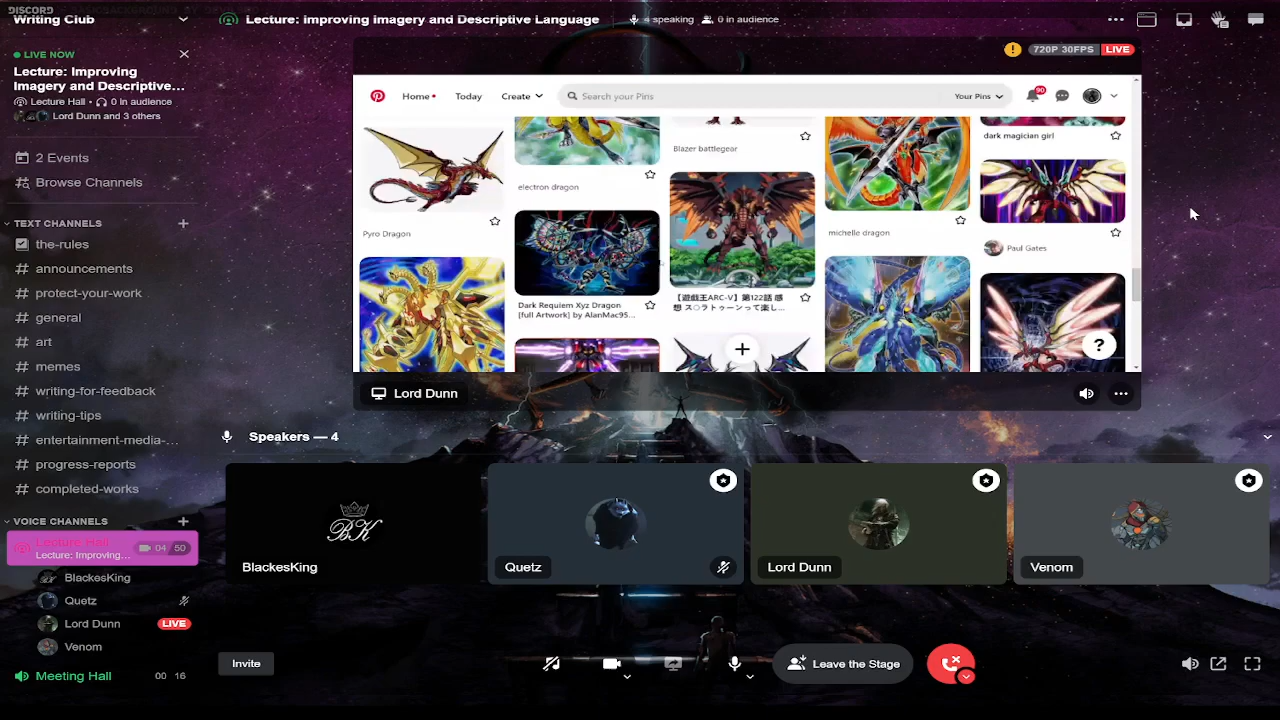 DISCORD
Writing Club
Lecture: Improving Imagery and Descriptive Language
4 speaking
0 in audience
LIVE NOW
Lecture: Improving
Imagery and Descriptive...
Lecture Hall • 0 in audience
Lord Dunn and 3 others
2 Events
Browse Channels
TEXT CHANNELS
the-rules
announcements
protect-your-work
general
art
memes
writing-for-feedback
writing-tips
entertainment-media-...
progress-reports
completed-works
VOICE CHANNELS
Lecture Hall
Lecture: Improving...
04 50
BlackesKing
Quetz
Lord Dunn
LIVE
Venom
Meeting Hall
00 16
720P 30FPS
LIVE
Home
Today
Create
Search your Pins
Your Pins
90
Pyro Dragon
electron dragon
Dark Requiem Xyz Dragon
[full Artwork] by AlanMac95...
Blazer battlegear
michelle dragon
dark magician girl
Paul Gates
?
Lord Dunn
Speakers — 4
BK
BlackesKing
Quetz
Lord Dunn
Venom
Invite
Leave the Stage